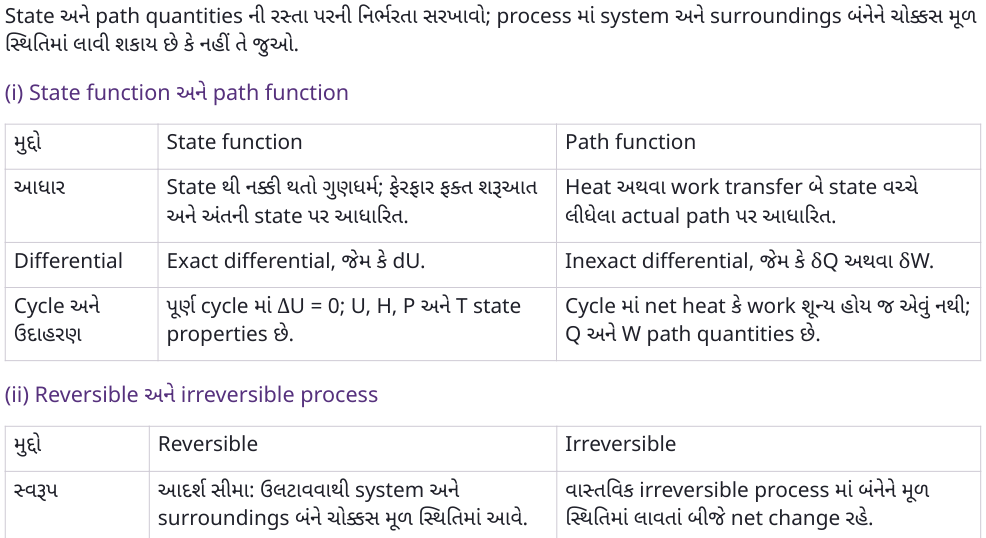 State અને path quantities ની રસ્તા પરની નિર્ભરતા સરખાવો; process માં system અને surroundings બંનેને ચોક્કસ મૂળ
સ્થિતિમાં લાવી શકાય છે કે નહીં તે જુઓ.
(i) State function અને path function
મુદ્દો State function Path function
આધાર State થી નક્કી થતો ગુણધર્મ; ફેરફાર ફક્ત શરૂઆત Heat અથવા work transfer બે state વચ્ચે
અને અંતની state પર આધારિત. લીધેલા actual path પર આધારિત.
Differential Exact differential, જેમ કે dU. Inexact differential, જેમ કે δQ અથવા δW.
Cycle અને પૂર્ણ cycle માં ΔU = 0; U, H, P અને T state Cycle માં net heat કે work શૂન્ય હોય જ એવું નથી;
ઉદાહરણ properties છે. Q અને W path quantities છે.
(ii) Reversible અને irreversible process
મુદ્દો Reversible Irreversible
સ્વરૂપ આદર્શ સીમા: ઉલટાવવાથી system અને વાસ્તવિક irreversible process માં બંનેને મૂળ
surroundings બંને ચોક્કસ મૂળ સ્થિતિમાં આવે. સ્થિતિમાં લાવતાં બીજે net change રહે.